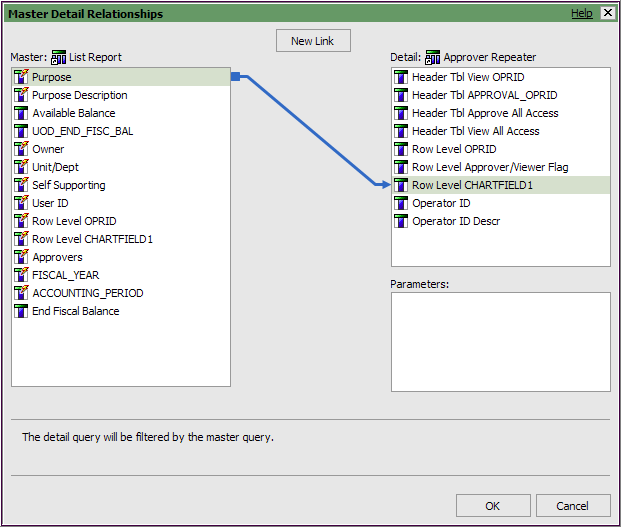 Master Detail Relationships
Help
New Link
Master: List Report
Detail: Approver Repeater
Purpose
Purpose Description
Available Balance
UOD_END_FISC_BAL
Owner
Unit/Dept
Self Supporting
User ID
Row Level OPRID
Row Level CHARTFIELD1
Approvers
FISCAL_YEAR
ACCOUNTING_PERIOD
End Fiscal Balance
Header Tbl View OPRID
Header Tbl APPROVAL_OPRID
Header Tbl Approve All Access
Header Tbl View All Access
Row Level OPRID
Row Level Approver/Viewer Flag
Row Level CHARTFIELD1
Operator ID
Operator ID Descr
Parameters:
The detail query will be filtered by the master query.
OK
Cancel